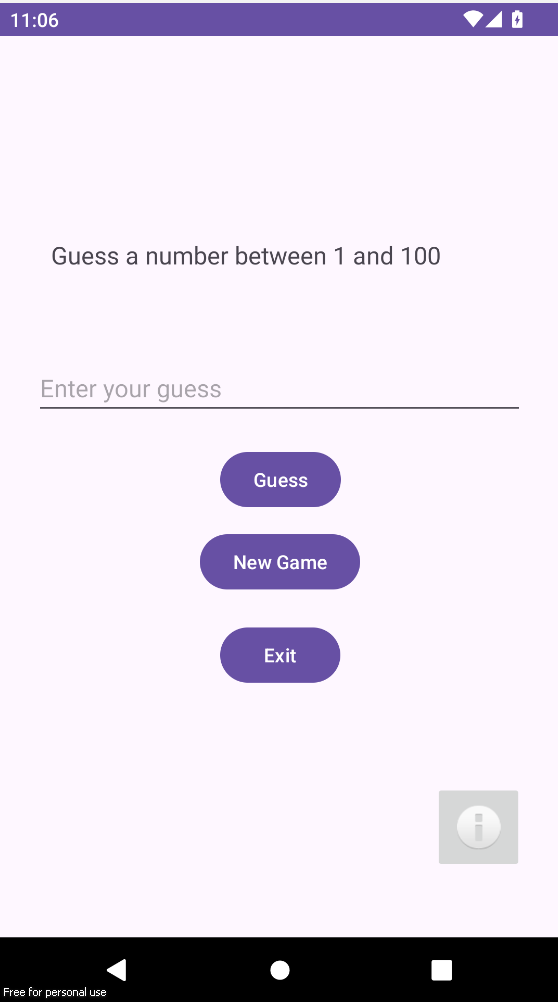 11:06
Guess a number between 1 and 100
Enter your guess
Guess
New Game
Exit
Free for personal use